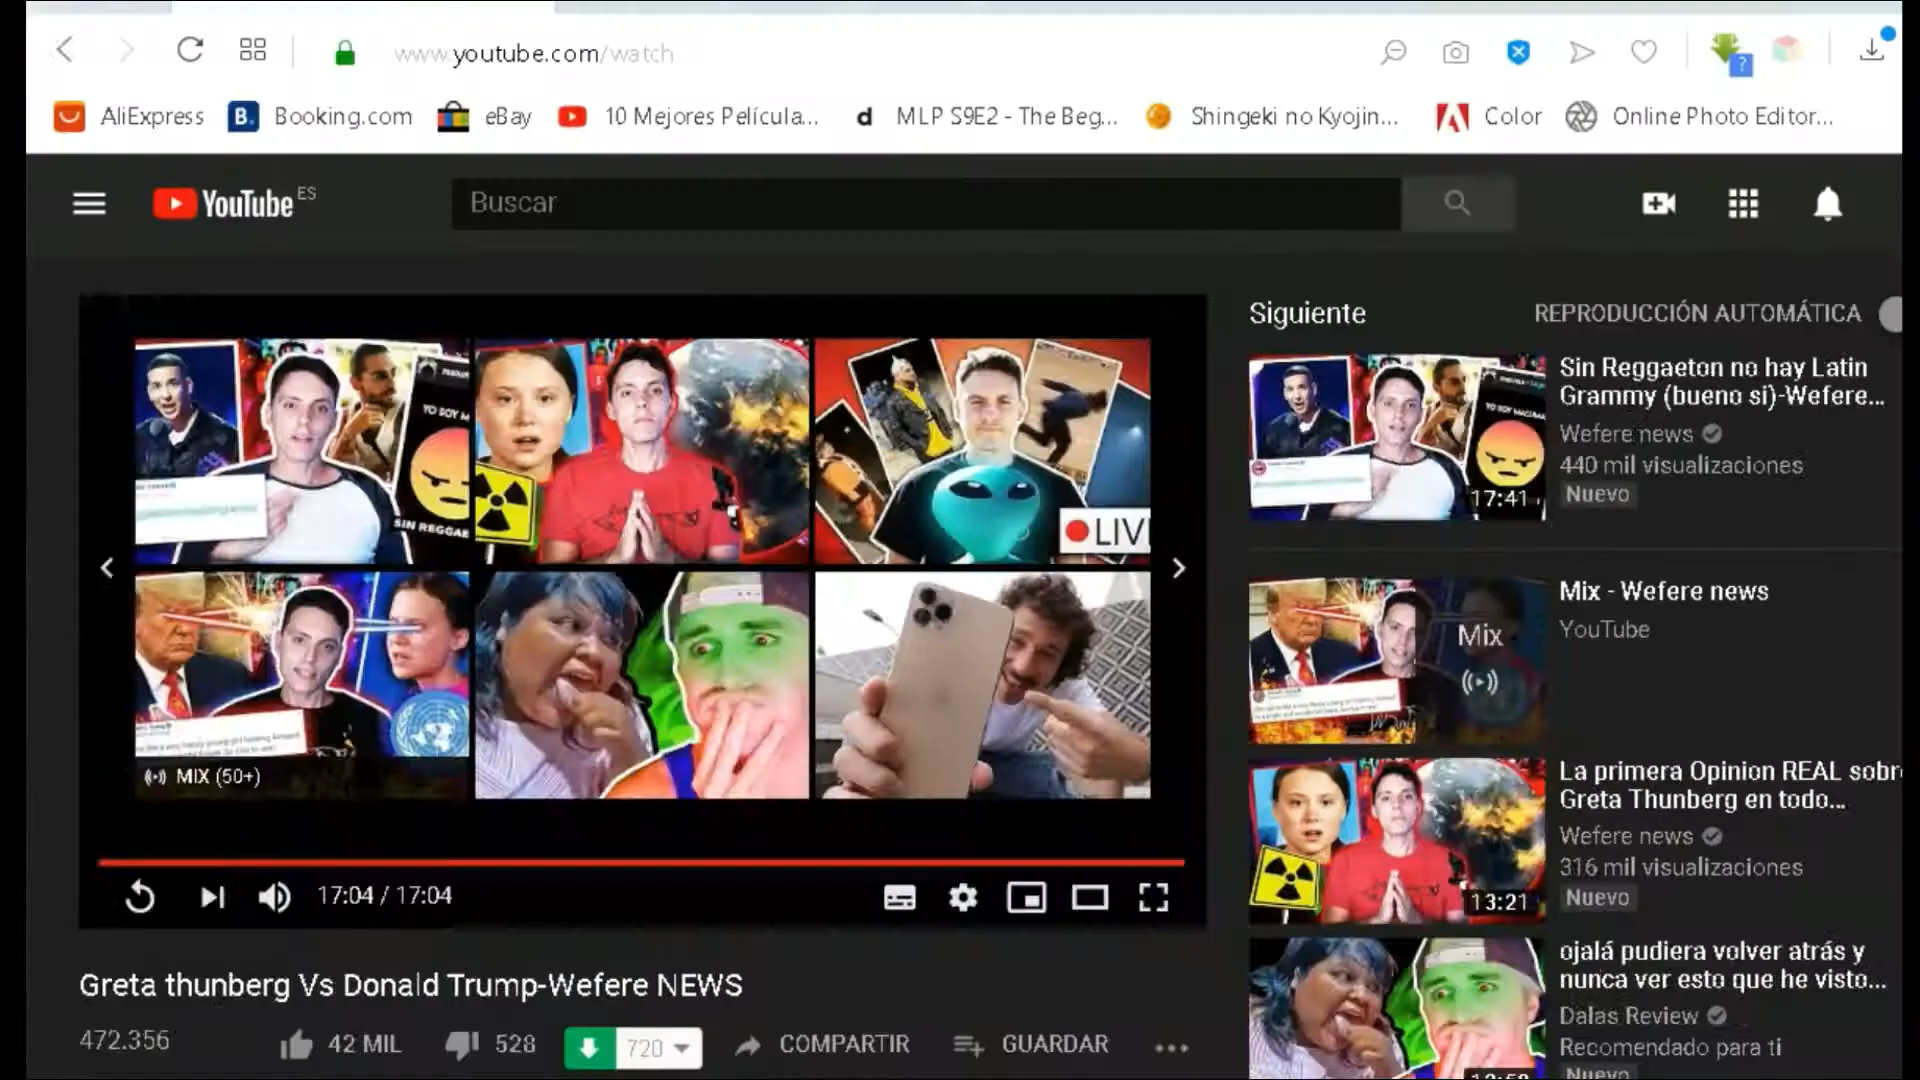 www.youtube.com/watch
AliExpress
B.
Booking.com
eBay
10 Mejores Película...
d
MLP S9E2 - The Beg...
Shingeki no Kyojin...
Color
Online Photo Editor...
YouTube ES
Buscar
Siguiente
REPRODUCCIÓN AUTOMÁTICA
SIN REGGAE
LIVE
MIX (50+)
17:04 / 17:04
Greta thunberg Vs Donald Trump-Wefere NEWS
472.356
42 MIL
528
720
COMPARTIR
GUARDAR
17:41
Sin Reggaeton no hay Latin
Grammy (bueno si)-Wefere...
Wefere news
440 mil visualizaciones
Nuevo
Mix
Mix - Wefere news
YouTube
13:21
La primera Opinion REAL sobr
Greta Thunberg en todo...
Wefere news
316 mil visualizaciones
Nuevo
ojalá pudiera volver atrás y
nunca ver esto que he visto...
Dalas Review
Recomendado para ti
Nuevo